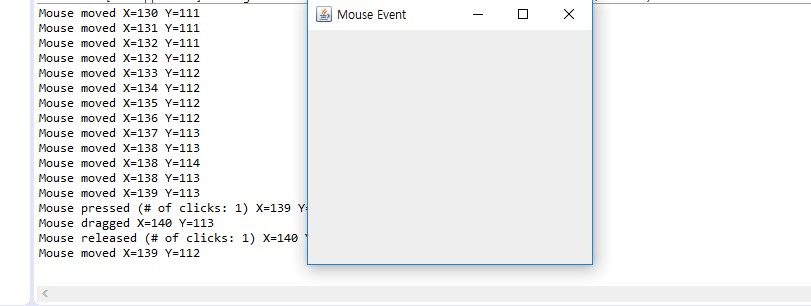 Mouse Event
Mouse moved X=130 Y=111
Mouse moved X=131 Y=111
Mouse moved X=132 Y=111
Mouse moved X=132 Y=112
Mouse moved X=133 Y=112
Mouse moved X=134 Y=112
Mouse moved X=135 Y=112
Mouse moved X=136 Y=112
Mouse moved X=137 Y=113
Mouse moved X=138 Y=113
Mouse moved X=138 Y=114
Mouse moved X=138 Y=113
Mouse moved X=139 Y=113
Mouse pressed (# of clicks: 1) X=139 Y=
Mouse dragged X=140 Y=113
Mouse released (# of clicks: 1) X=140 Y
Mouse moved X=139 Y=112